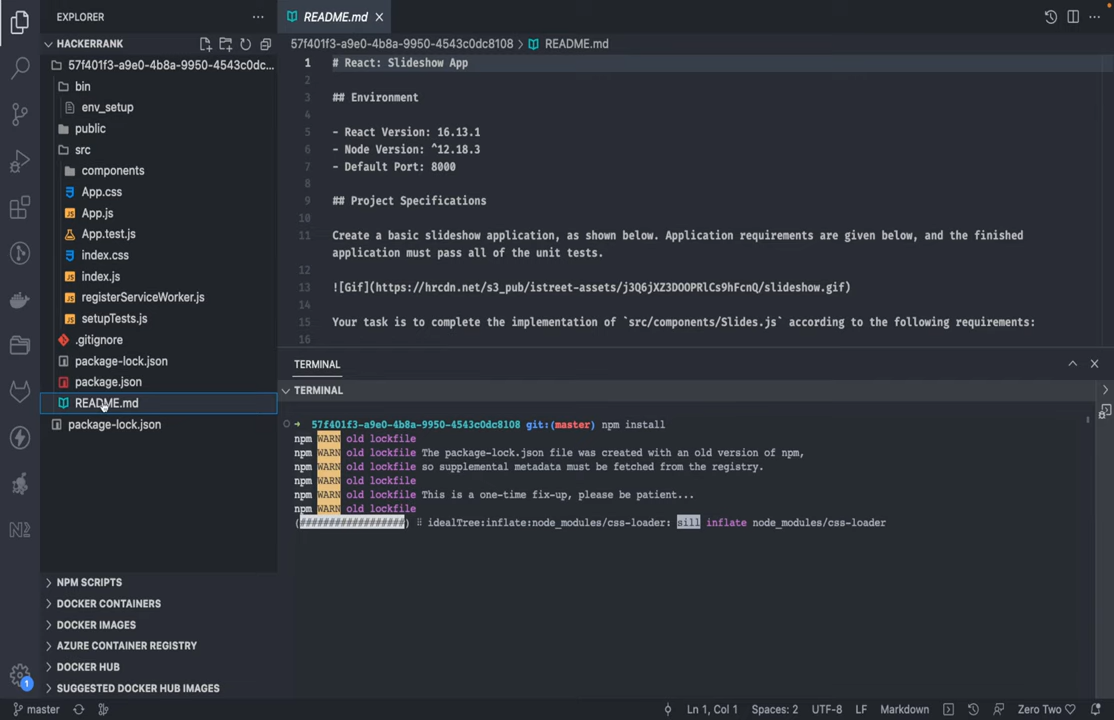 EXPLORER
HACKERRANK
57f401f3-a9e0-4b8a-9950-4543c0dc...
bin
env_setup
public
src
components
App.css
App.js
App.test.js
index.css
index.js
registerServiceWorker.js
setupTests.js
.gitignore
package-lock.json
package.json
README.md
package-lock.json
NPM SCRIPTS
DOCKER CONTAINERS
DOCKER IMAGES
AZURE CONTAINER REGISTRY
DOCKER HUB
SUGGESTED DOCKER HUB IMAGES
README.md
57f401f3-a9e0-4b8a-9950-4543c0dc8108 > README.md
1 # React: Slideshow App
2
3 ## Environment
4
5 - React Version: 16.13.1
6 - Node Version: ^12.18.3
7 - Default Port: 8000
8
9 ## Project Specifications
10
11 Create a basic slideshow application, as shown below. Application requirements are given below, and the finished
application must pass all of the unit tests.
12
13 ![Gif](https://hrcdn.net/s3_pub/istreet-assets/j3Q6jXZ3DOOPRlCs9hFcnQ/slideshow.gif)
14
15 Your task is to complete the implementation of `src/components/Slides.js` according to the following requirements:
16
TERMINAL
TERMINAL
→ 57f401f3-a9e0-4b8a-9950-4543c0dc8108 git:(master) npm install
npm WARN old lockfile
npm WARN old lockfile The package-lock.json file was created with an old version of npm,
npm WARN old lockfile so supplemental metadata must be fetched from the registry.
npm WARN old lockfile
npm WARN old lockfile This is a one-time fix-up, please be patient...
npm WARN old lockfile
(##################) ⠿ idealTree:inflate:node_modules/css-loader: sill inflate node_modules/css-loader
1
master
Ln 1, Col 1 Spaces: 2 UTF-8 LF Markdown Zero Two